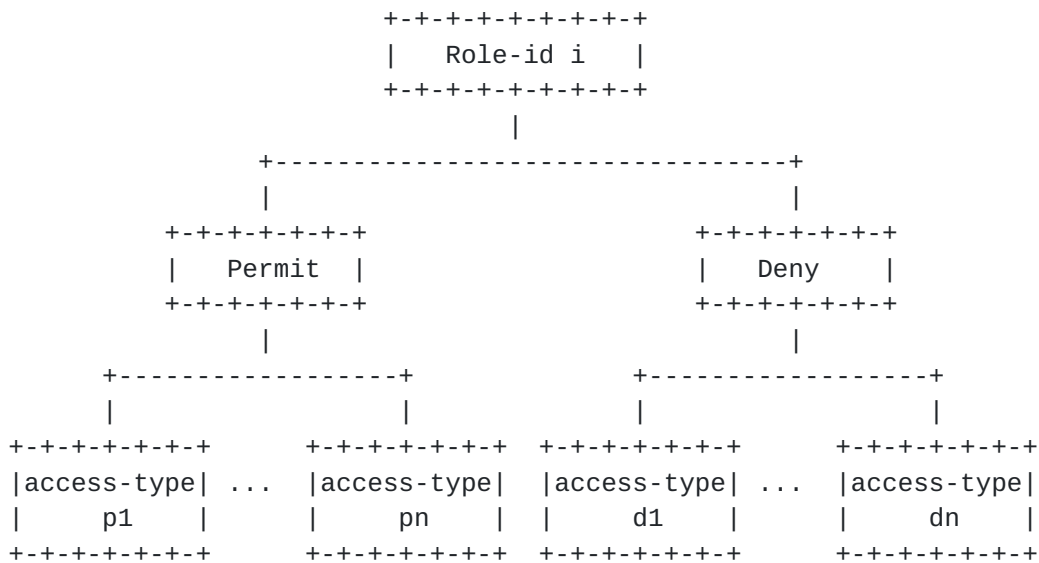 Role-id i
Permit Deny
access-type ... access-type access-type ... access-type
p1 pn d1 dn